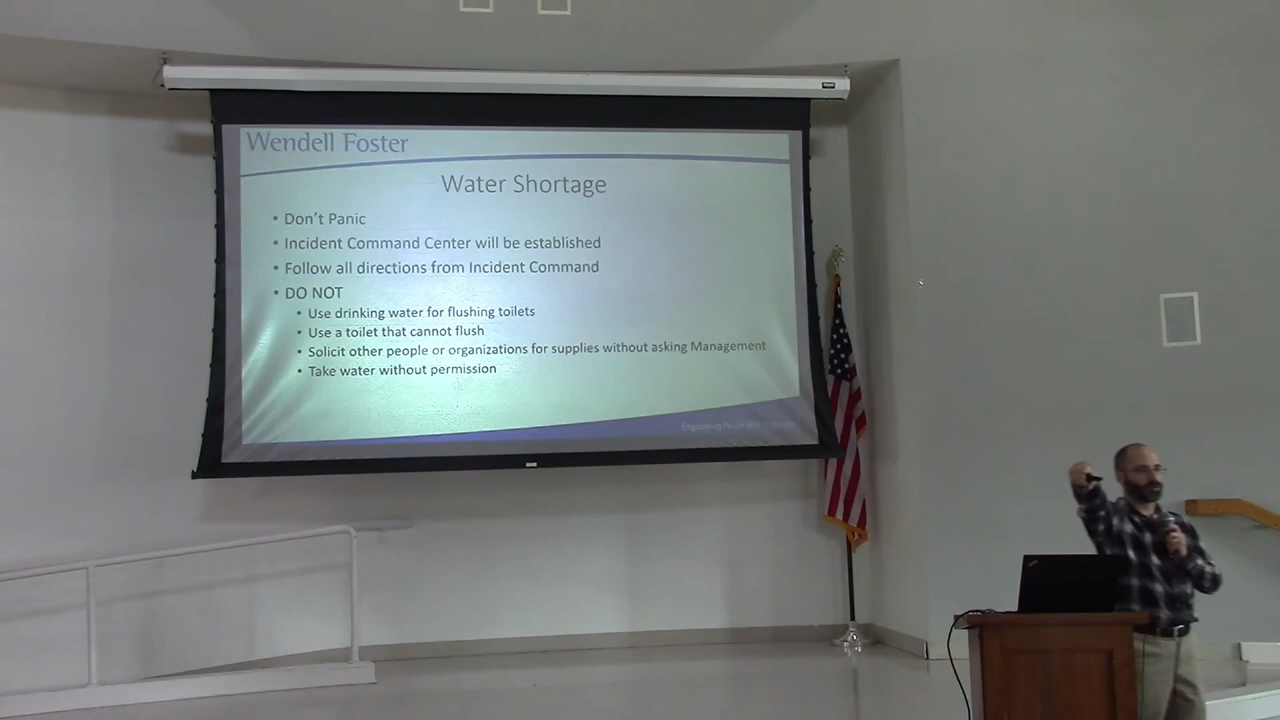 Wendell Foster
Water Shortage
• Don't Panic
• Incident Command Center will be established
• Follow all directions from Incident Command
• DO NOT
• Use drinking water for flushing toilets
• Use a toilet that cannot flush
• Solicit other people or organizations for supplies without asking Management
• Take water without permission
Empowering People